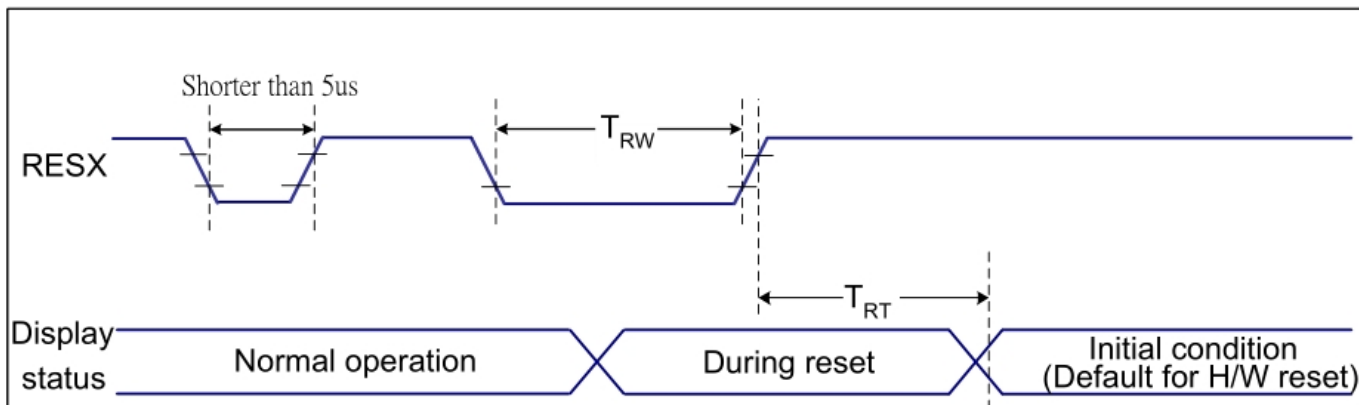 Shorter than 5us
RESX
TRW
TRT
Display
status
Normal operation
During reset
Initial condition
(Default for H/W reset)